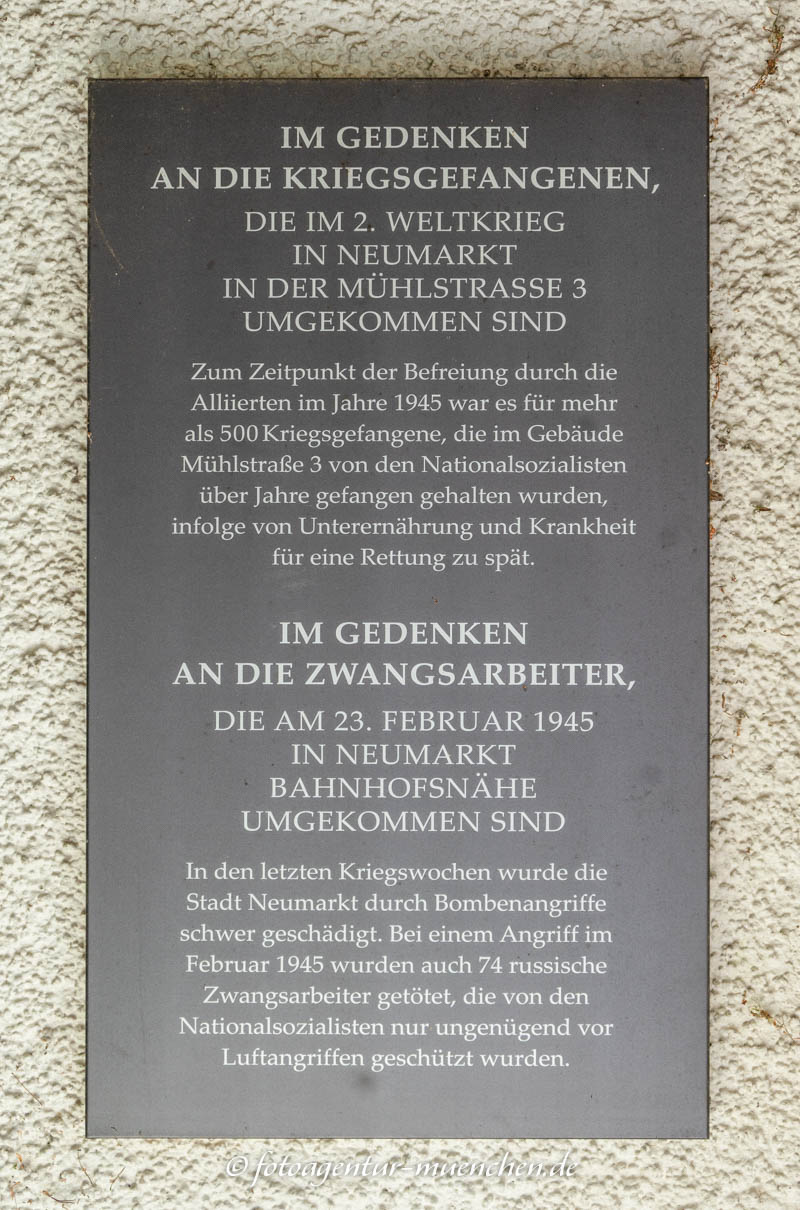 IM GEDENKEN
AN DIE KRIEGSGEFANGENEN,
DIE IM 2. WELTKRIEG
IN NEUMARKT
IN DER MÜHLSTRASSE 3
UMGEKOMMEN SIND
Zum Zeitpunkt der Befreiung durch die
Alliierten im Jahre 1945 war es für mehr
als 500 Kriegsgefangene, die im Gebäude
Mühlstraße 3 von den Nationalsozialisten
über Jahre gefangen gehalten wurden,
infolge von Unterernährung und Krankheit
für eine Rettung zu spät.
IM GEDENKEN
AN DIE ZWANGSARBEITER,
DIE AM 23. FEBRUAR 1945
IN NEUMARKT
BAHNHOFSNÄHE
UMGEKOMMEN SIND
In den letzten Kriegswochen wurde die
Stadt Neumarkt durch Bombenangriffe
schwer geschädigt. Bei einem Angriff im
Februar 1945 wurden auch 74 russische
Zwangsarbeiter getötet, die von den
Nationalsozialisten nur ungenügend vor
Luftangriffen geschützt wurden.
© fotoagentur-muenchen.de